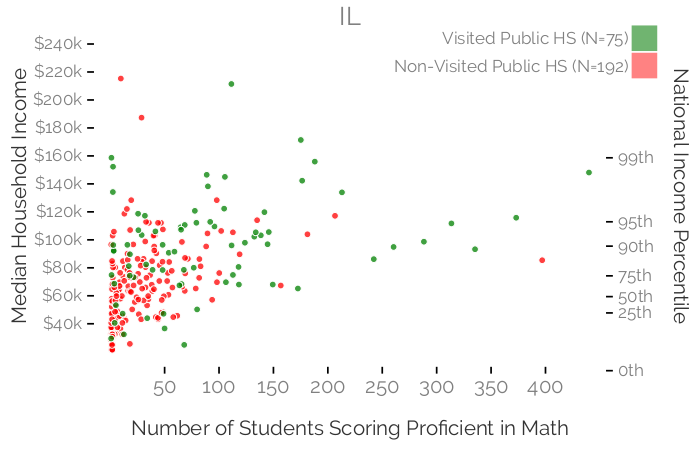 IL
Visited Public HS (N=75)
Non-Visited Public HS (N=192)
Median Household Income
$240k
$220k
$200k
$180k
$160k
$140k
$120k
$100k
$80k
$60k
$40k
National Income Percentile
99th
95th
90th
75th
50th
25th
0th
50 100 150 200 250 300 350 400
Number of Students Scoring Proficient in Math